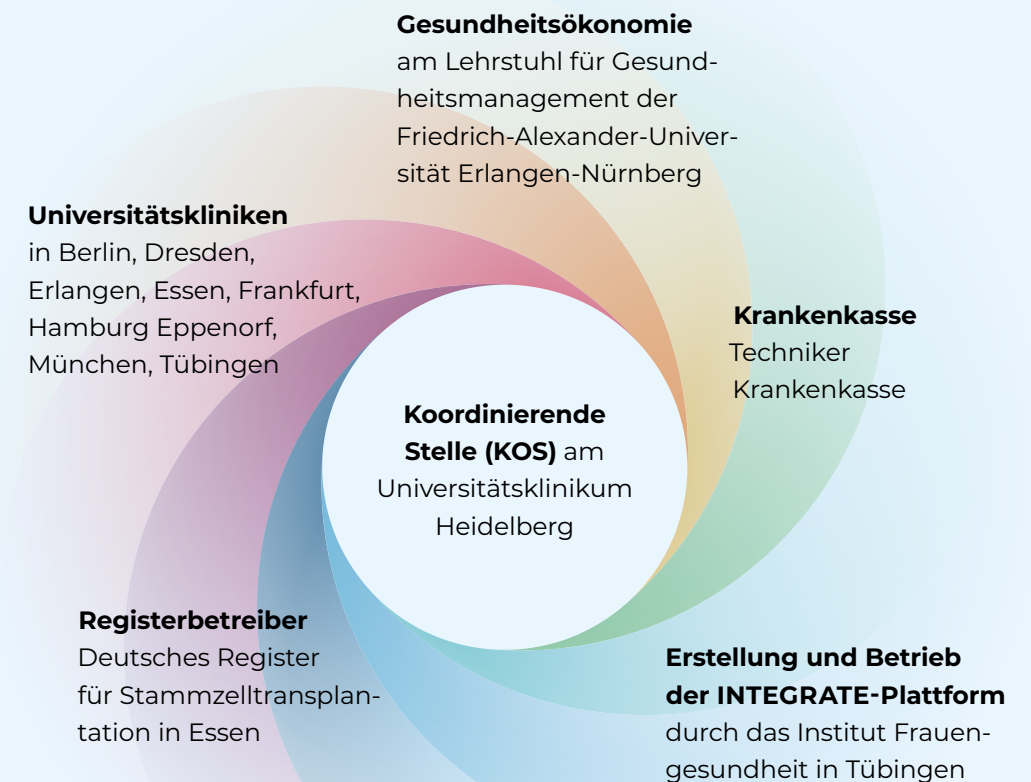 Gesundheitsökonomie
am Lehrstuhl für Gesund-
heitsmanagement der
Friedrich-Alexander-Univer-
sität Erlangen-Nürnberg
Universitätskliniken
in Berlin, Dresden,
Erlangen, Essen, Frankfurt,
Hamburg Eppenorf,
München, Tübingen
Krankenkasse
Techniker
Krankenkasse
Koordinierende
Stelle (KOS) am
Universitätsklinikum
Heidelberg
Registerbetreiber
Deutsches Register
für Stammzelltransplan-
tation in Essen
Erstellung und Betrieb
der INTEGRATE-Plattform
durch das Institut Frauen-
gesundheit in Tübingen